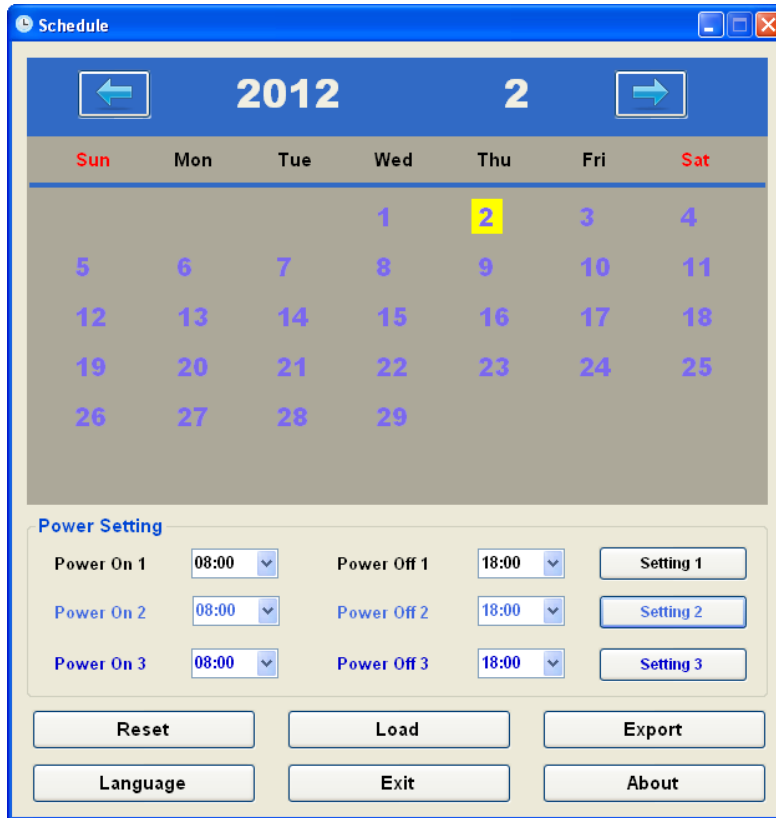 Schedule
2012 2
Sun Mon Tue Wed Thu Fri Sat
1 2 3 4
5 6 7 8 9 10 11
12 13 14 15 16 17 18
19 20 21 22 23 24 25
26 27 28 29
Power Setting
Power On 1 08:00 Power Off 1 18:00 Setting 1
Power On 2 08:00 Power Off 2 18:00 Setting 2
Power On 3 08:00 Power Off 3 18:00 Setting 3
Reset Load Export
Language Exit About